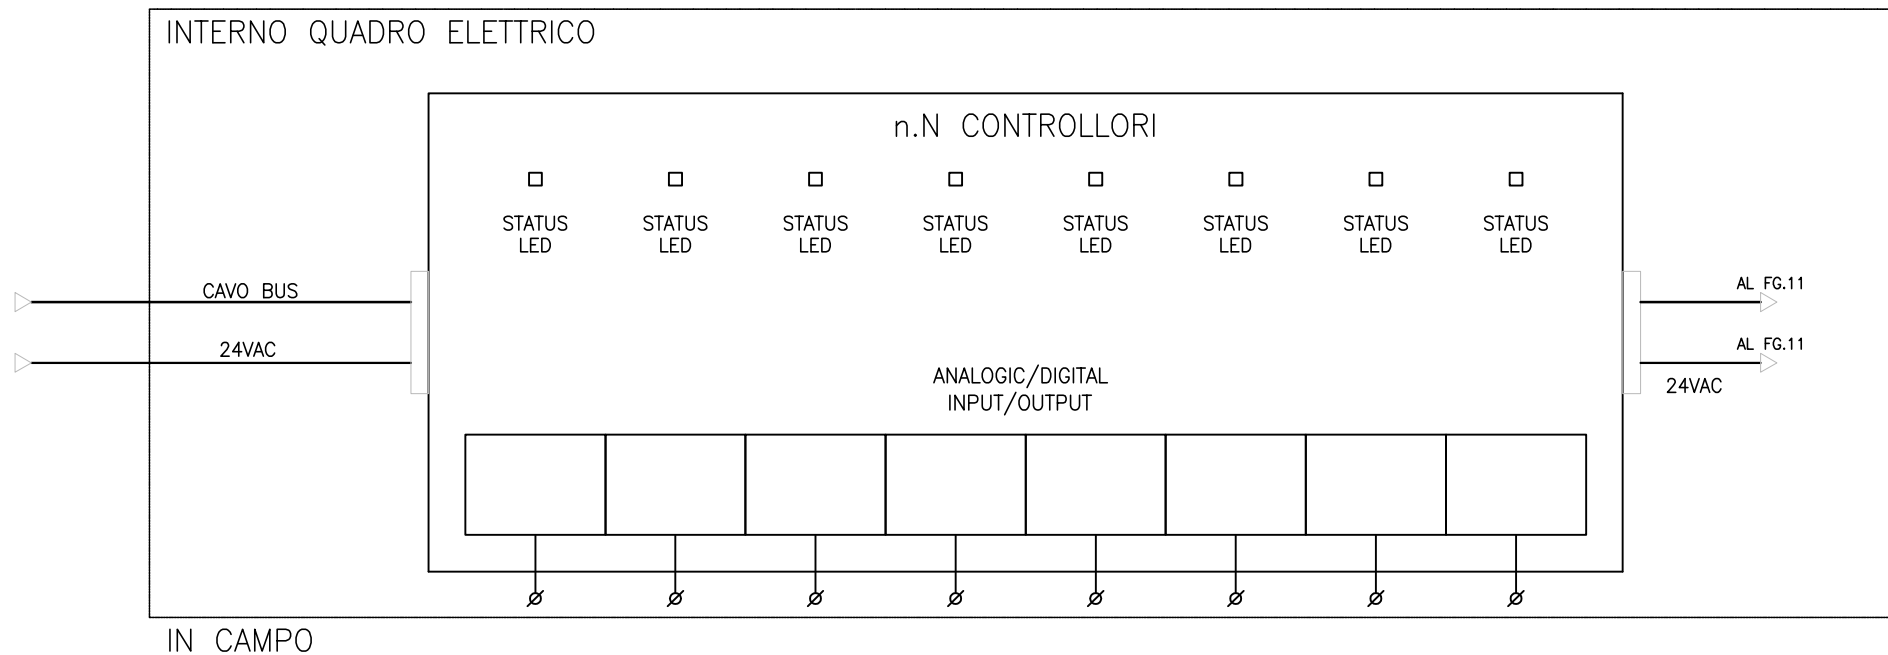 INTERNO QUADRO ELETTRICO
n.N CONTROLLORI
STATUS LED
STATUS LED
STATUS LED
STATUS LED
STATUS LED
STATUS LED
STATUS LED
STATUS LED
CAVO BUS
24VAC
AL FG.11
AL FG.11
24VAC
ANALOGIC/DIGITAL
INPUT/OUTPUT
IN CAMPO